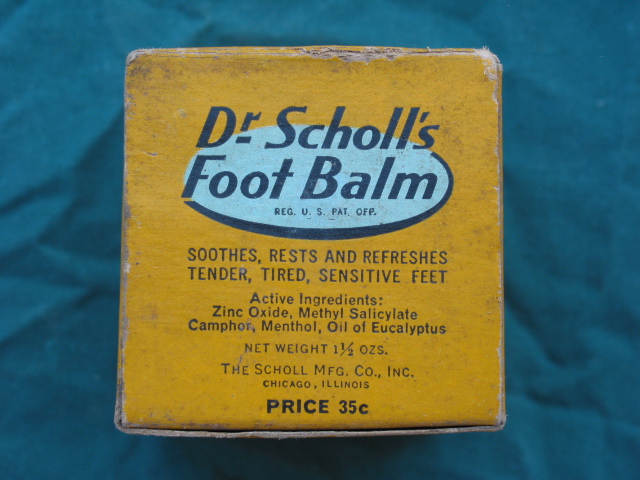 Dr. Scholl's
Foot Balm
REG. U. S. PAT. OFF.
SOOTHES, RESTS AND REFRESHES
TENDER, TIRED, SENSITIVE FEET
Active Ingredients:
Zinc Oxide, Methyl Salicylate
Camphor, Menthol, Oil of Eucalyptus
NET WEIGHT 1½ OZS.
THE SCHOLL MFG. CO., INC.
CHICAGO, ILLINOIS
PRICE 35c